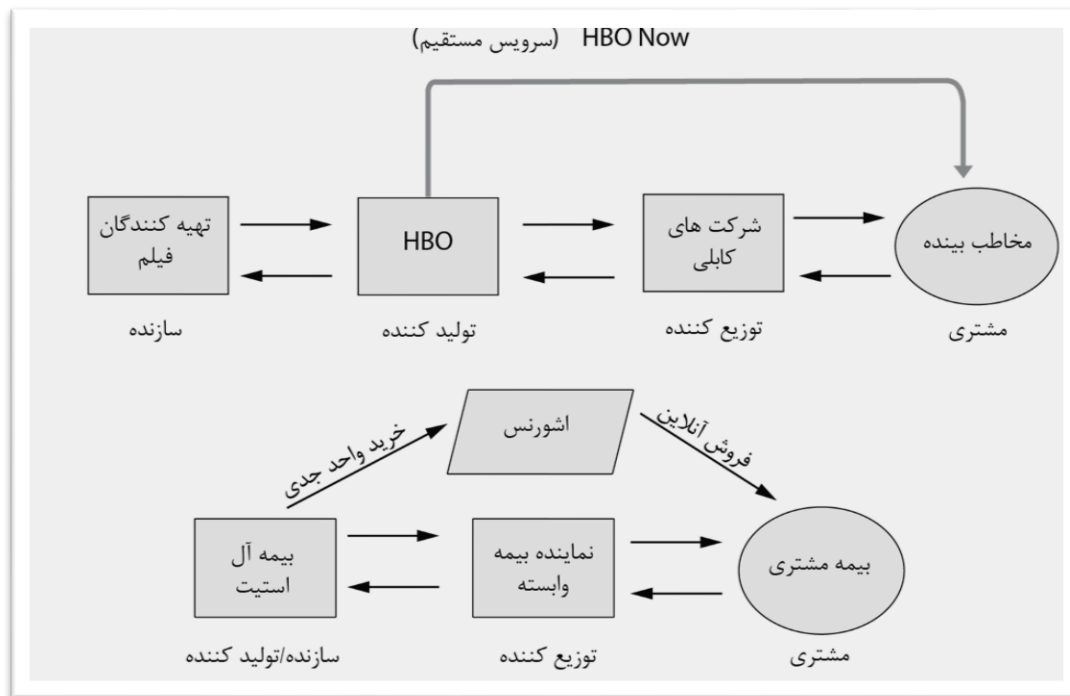 HBO Now (سرویس مستقیم)
تهیه کنندگان
فیلم
HBO
شرکت های
کابلی
مخاطب بیننده
سازنده
تولید کننده
توزیع کننده
مشتری
اشورنس
خرید واحد جدی
فروش آنلاین
بیمه آل
استیت
نماینده بیمه
وابسته
بیمه مشتری
سازنده/تولید کننده
توزیع کننده
مشتری